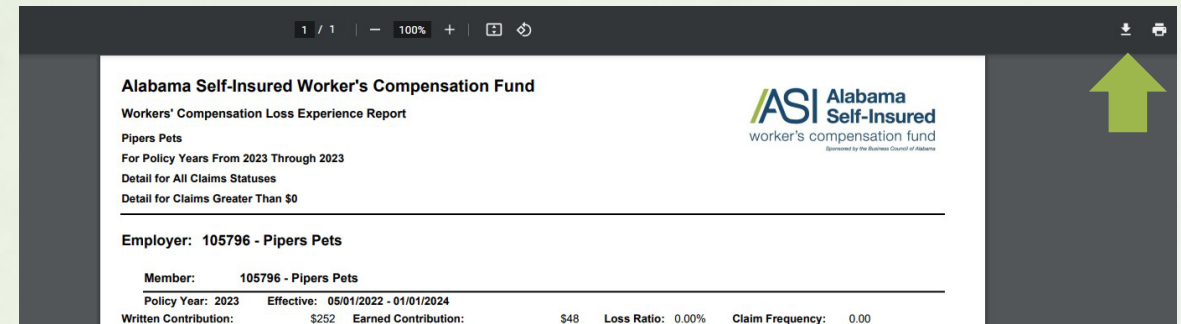 1 / 1 | — 100% + |
Alabama Self-Insured Worker's Compensation Fund
Workers' Compensation Loss Experience Report
Pipers Pets
For Policy Years From 2023 Through 2023
Detail for All Claims Statuses
Detail for Claims Greater Than $0
ASI Alabama Self-Insured
worker's compensation fund
Sponsored by the Business Council of Alabama
Employer: 105796 - Pipers Pets
Member: 105796 - Pipers Pets
Policy Year: 2023 Effective: 05/01/2022 - 01/01/2024
Written Contribution: $252 Earned Contribution: $48 Loss Ratio: 0.00% Claim Frequency: 0.00